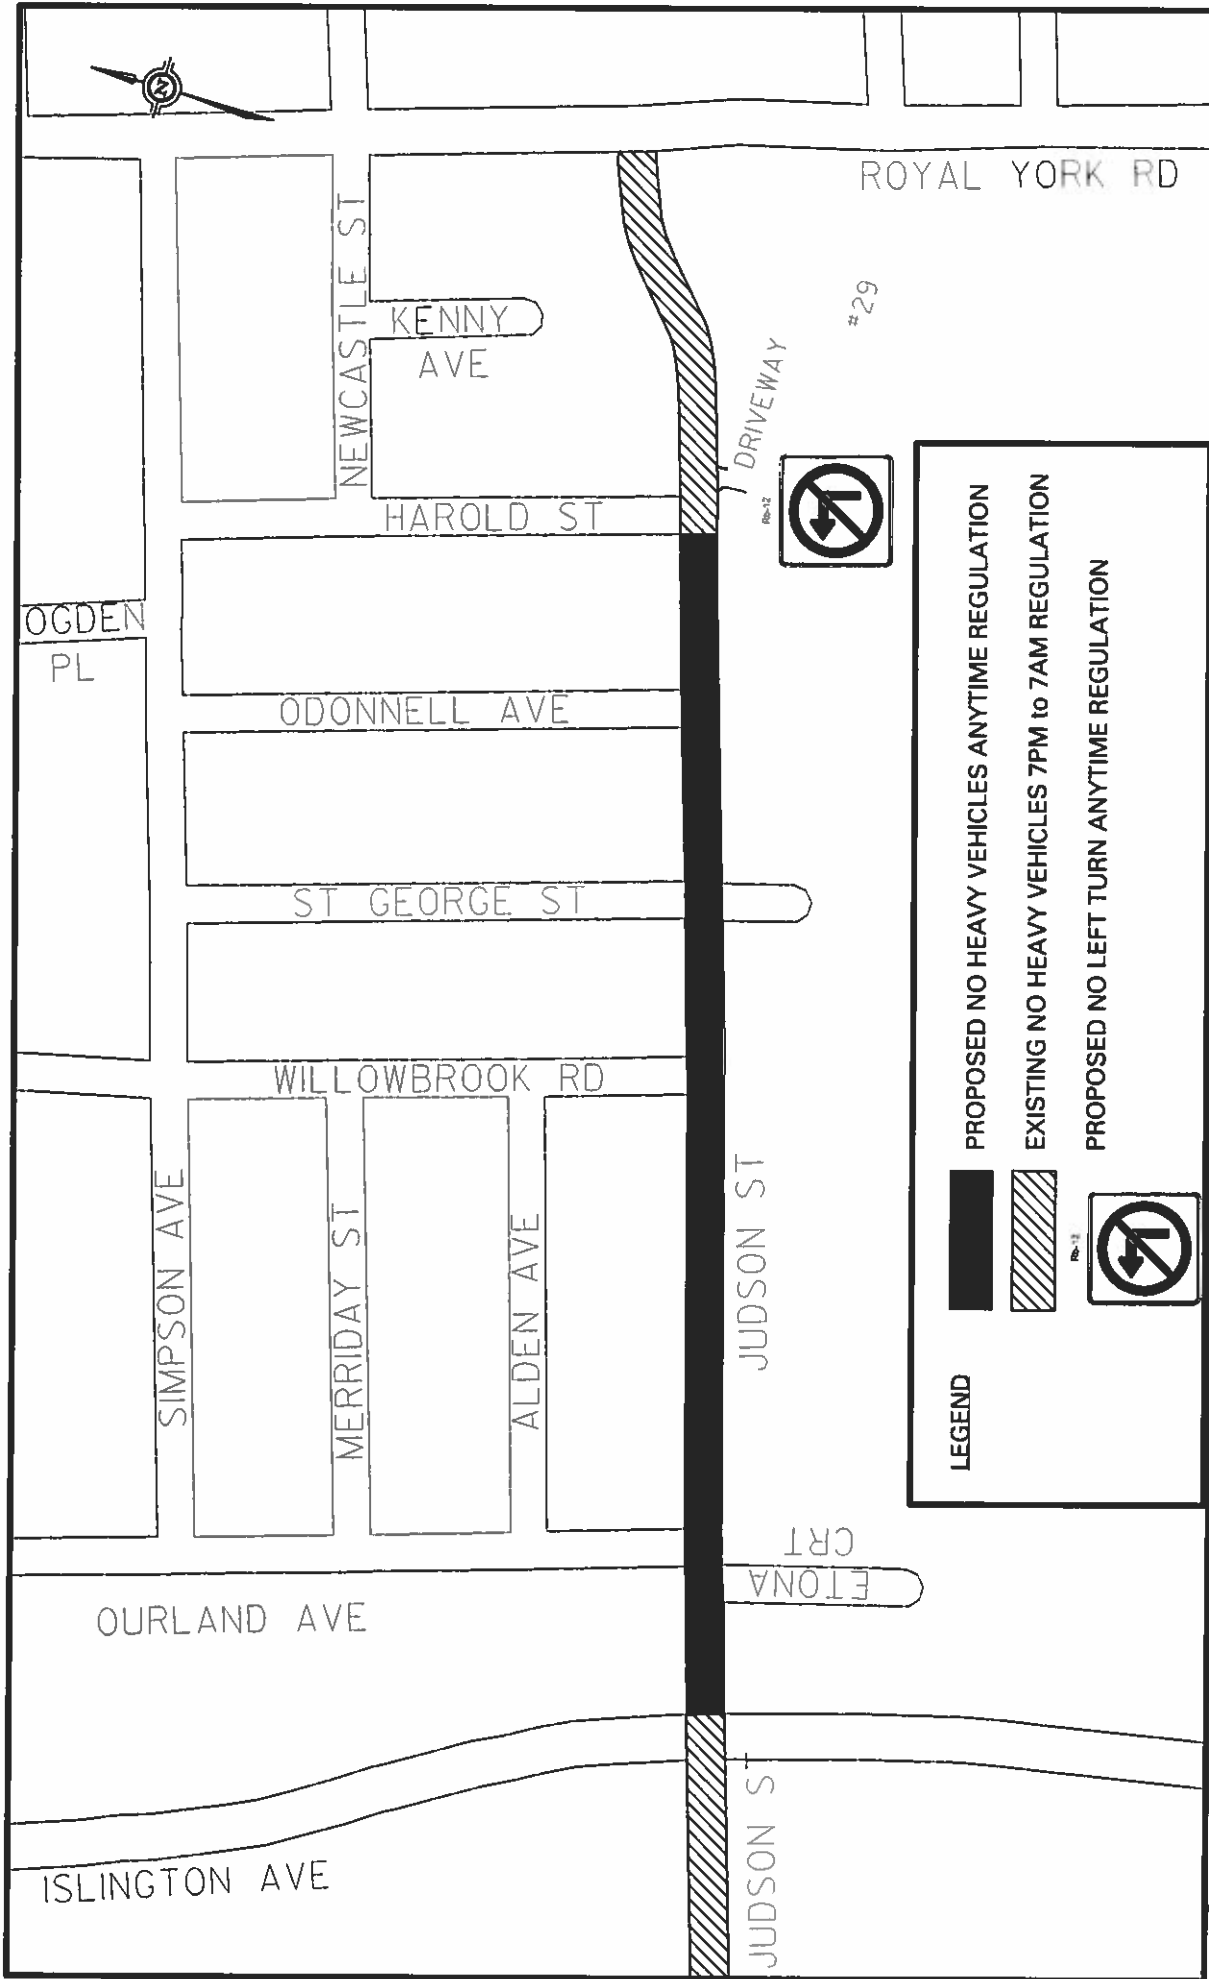 N
ROYAL YORK RD
#29
NEWCASTLE ST
KENNY
AVE
DRIVEWAY
Rb-12
HAROLD ST
OGDEN
PL
ODONNELL AVE
ST GEORGE ST
WILLOWBROOK RD
SIMPSON AVE
MERRIDAY ST
ALDEN AVE
JUDSON ST
ETONA
CRT
OURLAND AVE
ISLINGTON AVE
JUDSON S
LEGEND
PROPOSED NO HEAVY VEHICLES ANYTIME REGULATION
EXISTING NO HEAVY VEHICLES 7PM to 7AM REGULATION
Rb-12
PROPOSED NO LEFT TURN ANYTIME REGULATION